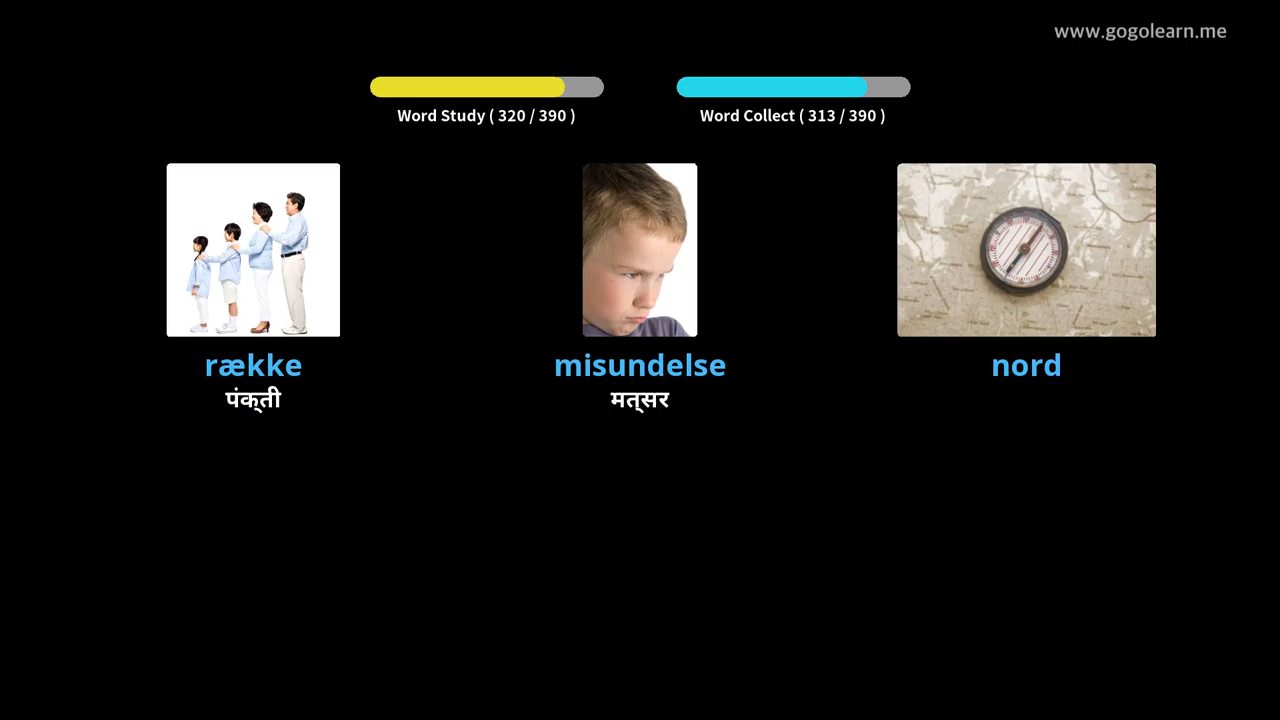 www.gogolearn.me
Word Study ( 320 / 390 )
Word Collect ( 313 / 390 )
række
misundelse
nord
पंक्ती
मत्सर